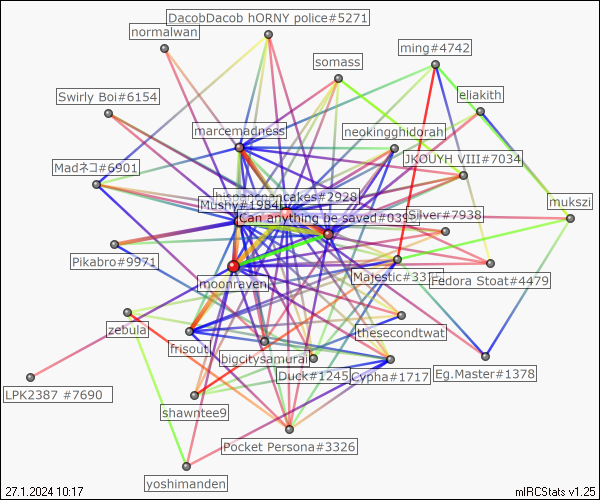 DacobDacob hORNY police#5271
normalwan
ming#4742
somass
eliakith
Swirly Boi#6154
marcemadness
neokingghidorah
JKOUYH VIII#7034
Madネコ#6901
#2928
Mushy#1984
mukszi
Can anything be saved#039
Silver#7938
Pikabro#9971
moonraven
Majestic#33
Fedora Stoat#4479
zebula
thesecondtwat
frisout
bigcitysamurai
Duck#1245
Cypha#1717
Eg.Master#1378
LPK2387 #7690
shawntee9
Pocket Persona#3326
yoshimanden
27.1.2024 10:17
mIRCStats v1.25